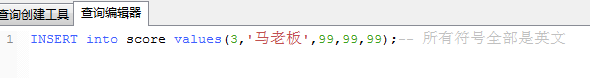 查询创建工具 查询编辑器
1 INSERT into score values(3,'马老板',99,99,99);-- 所有符号全部是英文